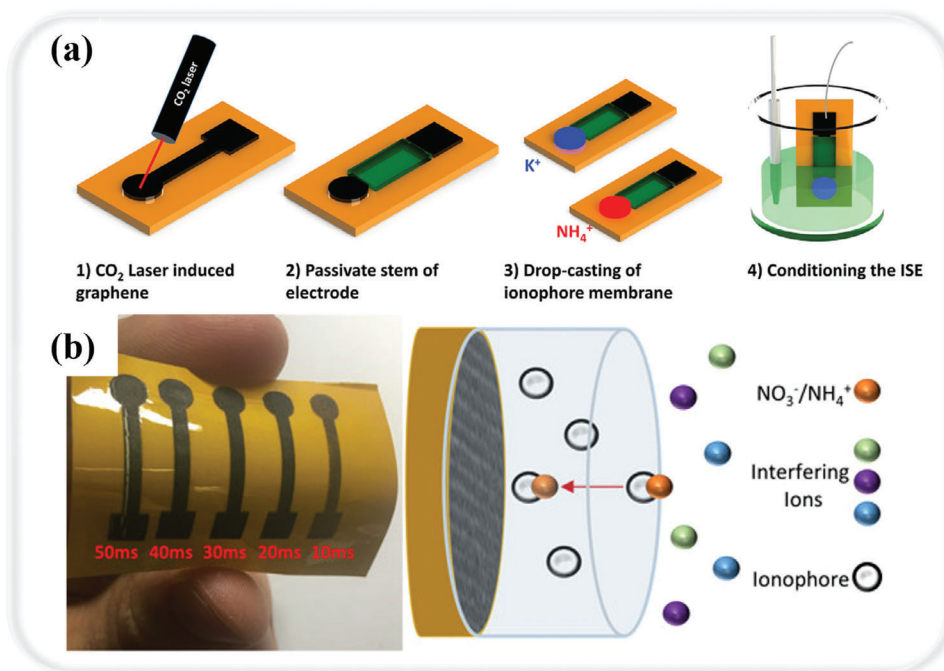 (a)
CO₂ laser
K⁺
NH₄⁺
1) CO₂ Laser induced
graphene
2) Passivate stem of
electrode
3) Drop-casting of
ionophore membrane
4) Conditioning the ISE
(b)
50ms 40ms 30ms 20ms 10ms
NO₃⁻/NH₄⁺
Interfering
Ions
Ionophore